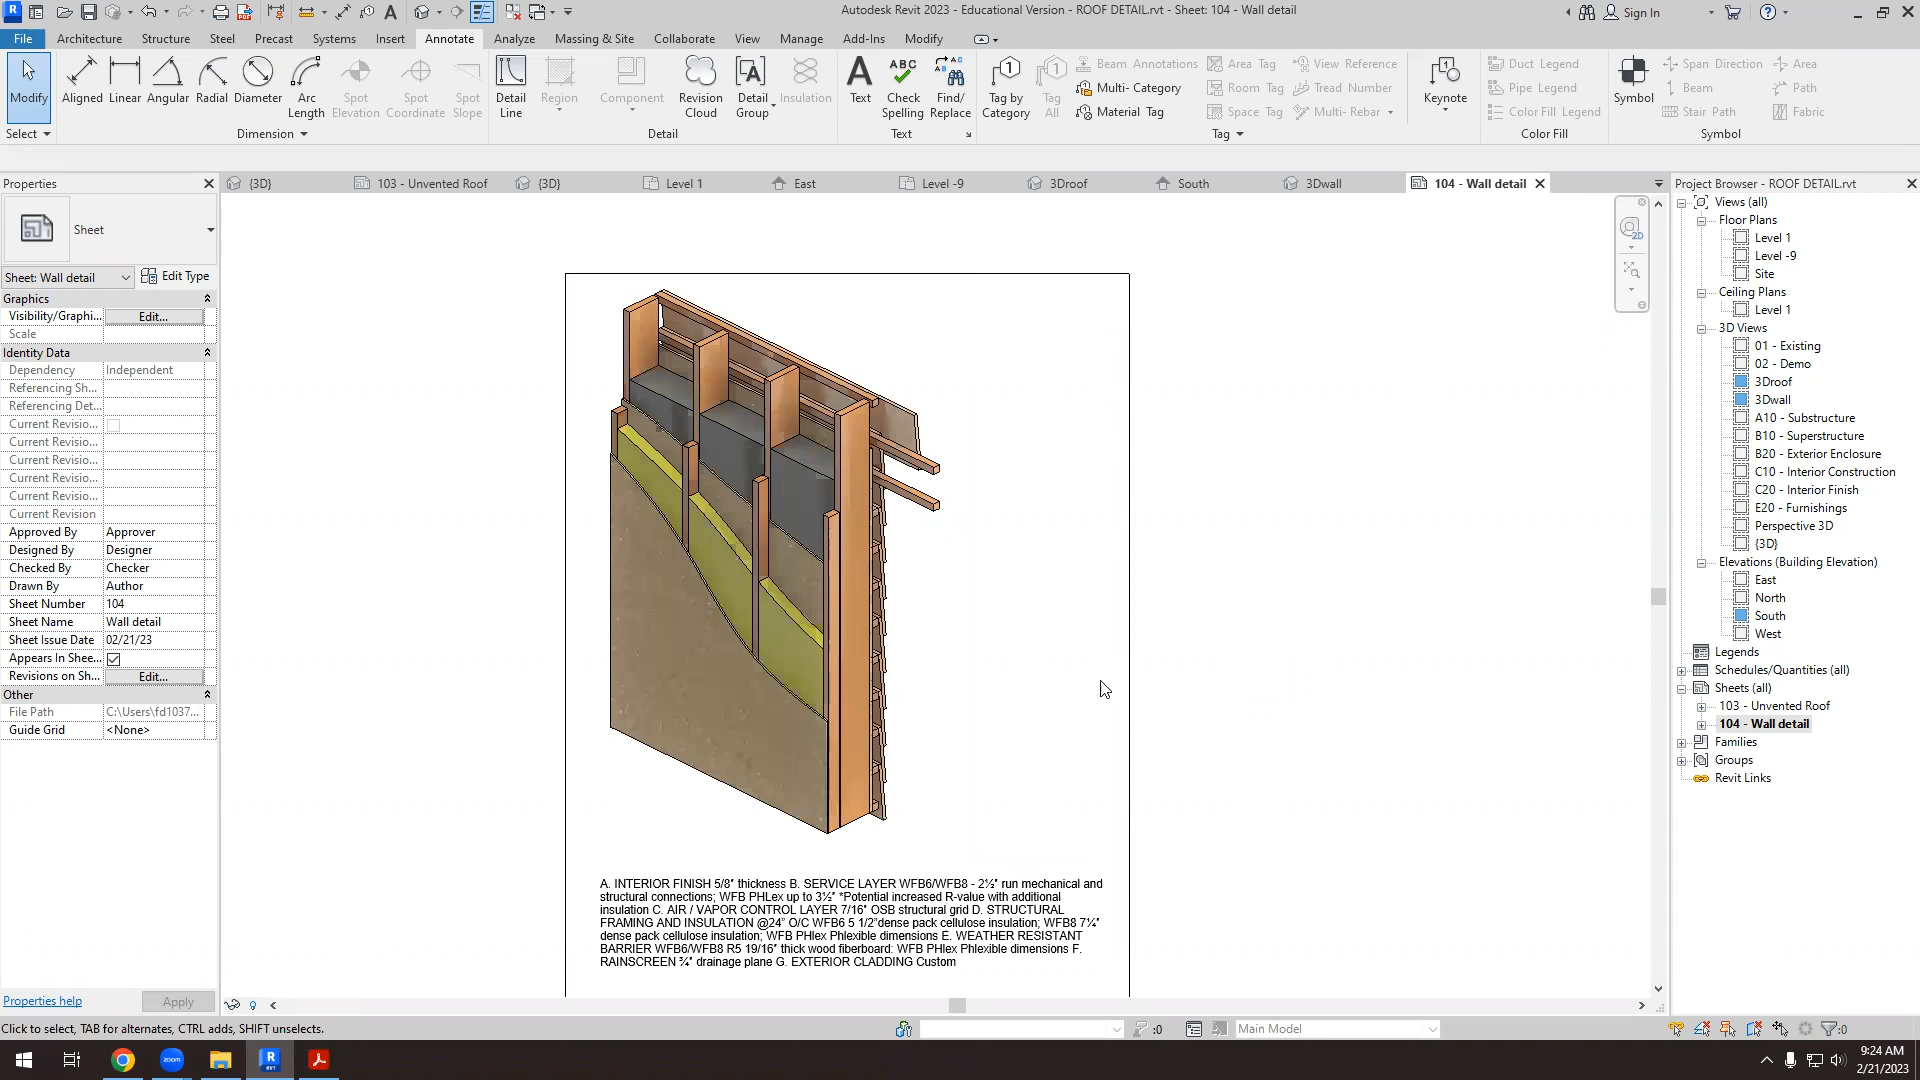 Autodesk Revit 2023 - Educational Version - ROOF DETAIL.rvt - Sheet: 104 - Wall detail
Sign In
File Architecture Structure Steel Precast Systems Insert Annotate Analyze Massing & Site Collaborate View Manage Add-Ins Modify
Modify
Select
Aligned Linear Angular Radial Diameter Arc Length Spot Elevation Spot Coordinate Spot Slope
Dimension
Detail Line Region Component Revision Cloud Detail Group Insulation
Detail
Text Check Spelling Find/ Replace
Text
Tag by Category Tag All
Beam Annotations Area Tag View Reference
Multi- Category Room Tag Tread Number
Material Tag Space Tag Multi- Rebar
Tag
Keynote
Duct Legend
Pipe Legend
Color Fill Legend
Color Fill
Symbol
Span Direction Area
Beam Path
Stair Path Fabric
Symbol
Properties
{3D} 103 - Unvented Roof {3D} Level 1 East Level -9 3Droof South 3Dwall 104 - Wall detail
Sheet
Sheet: Wall detail Edit Type
Graphics
Visibility/Graphi... Edit...
Scale
Identity Data
Dependency Independent
Referencing Sh...
Referencing Det...
Current Revisio...
Current Revisio...
Current Revisio...
Current Revisio...
Current Revisio...
Current Revision
Approved By Approver
Designed By Designer
Checked By Checker
Drawn By Author
Sheet Number 104
Sheet Name Wall detail
Sheet Issue Date 02/21/23
Appears In Shee...
Revisions on Sh... Edit...
Other
File Path C:\Users\fd1037...
Guide Grid <None>
Properties help Apply
2D
A. INTERIOR FINISH 5/8" thickness B. SERVICE LAYER WFB6/WFB8 - 2½" run mechanical and
structural connections; WFB PHLex up to 3½" *Potential increased R-value with additional
insulation C. AIR / VAPOR CONTROL LAYER 7/16" OSB structural grid D. STRUCTURAL
FRAMING AND INSULATION @24" O/C WFB6 5 1/2"dense pack cellulose insulation; WFB8 7¼"
dense pack cellulose insulation; WFB PHlex Phlexible dimensions E. WEATHER RESISTANT
BARRIER WFB6/WFB8 R5 19/16" thick wood fiberboard: WFB PHlex Phlexible dimensions F.
RAINSCREEN ¾" drainage plane G. EXTERIOR CLADDING Custom
Project Browser - ROOF DETAIL.rvt
Views (all)
Floor Plans
Level 1
Level -9
Site
Ceiling Plans
Level 1
3D Views
01 - Existing
02 - Demo
3Droof
3Dwall
A10 - Substructure
B10 - Superstructure
B20 - Exterior Enclosure
C10 - Interior Construction
C20 - Interior Finish
E20 - Furnishings
Perspective 3D
{3D}
Elevations (Building Elevation)
East
North
South
West
Legends
Schedules/Quantities (all)
Sheets (all)
103 - Unvented Roof
104 - Wall detail
Families
Groups
Revit Links
Click to select, TAB for alternates, CTRL adds, SHIFT unselects.
:0
Main Model
:0
zoom
R
RVT
9:24 AM
2/21/2023